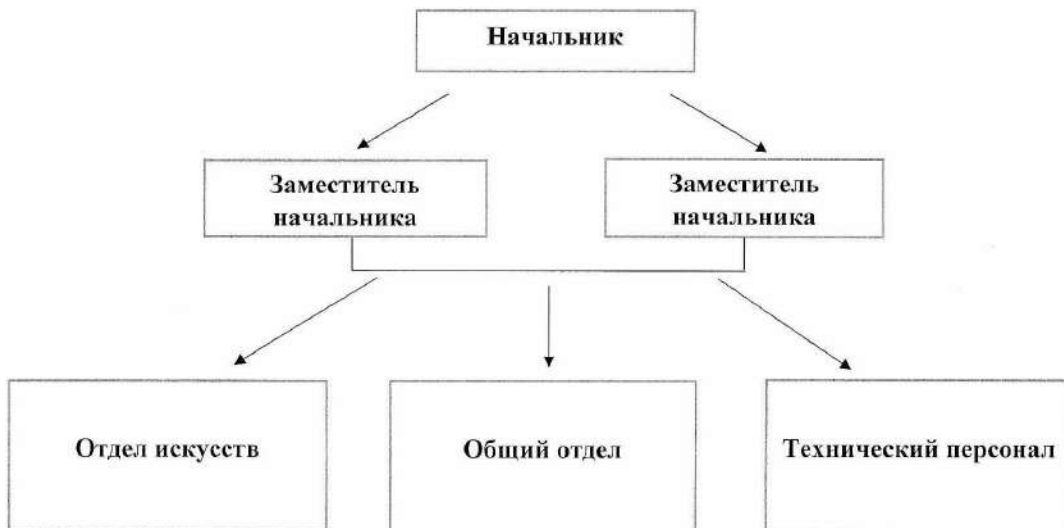 Начальник
Заместитель
начальника
Заместитель
начальника
Отдел искусств
Общий отдел
Технический персонал